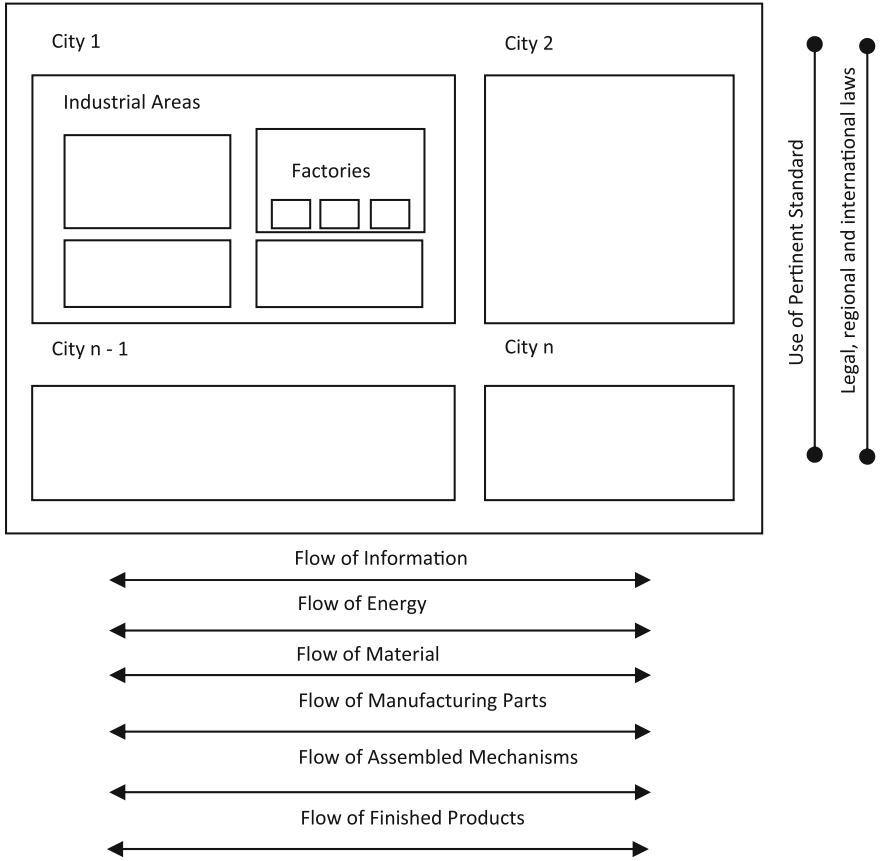 City 1
City 2
Industrial Areas
Factories
City n - 1
City n
Use of Pertinent Standard
Legal, regional and international laws
Flow of Information
Flow of Energy
Flow of Material
Flow of Manufacturing Parts
Flow of Assembled Mechanisms
Flow of Finished Products